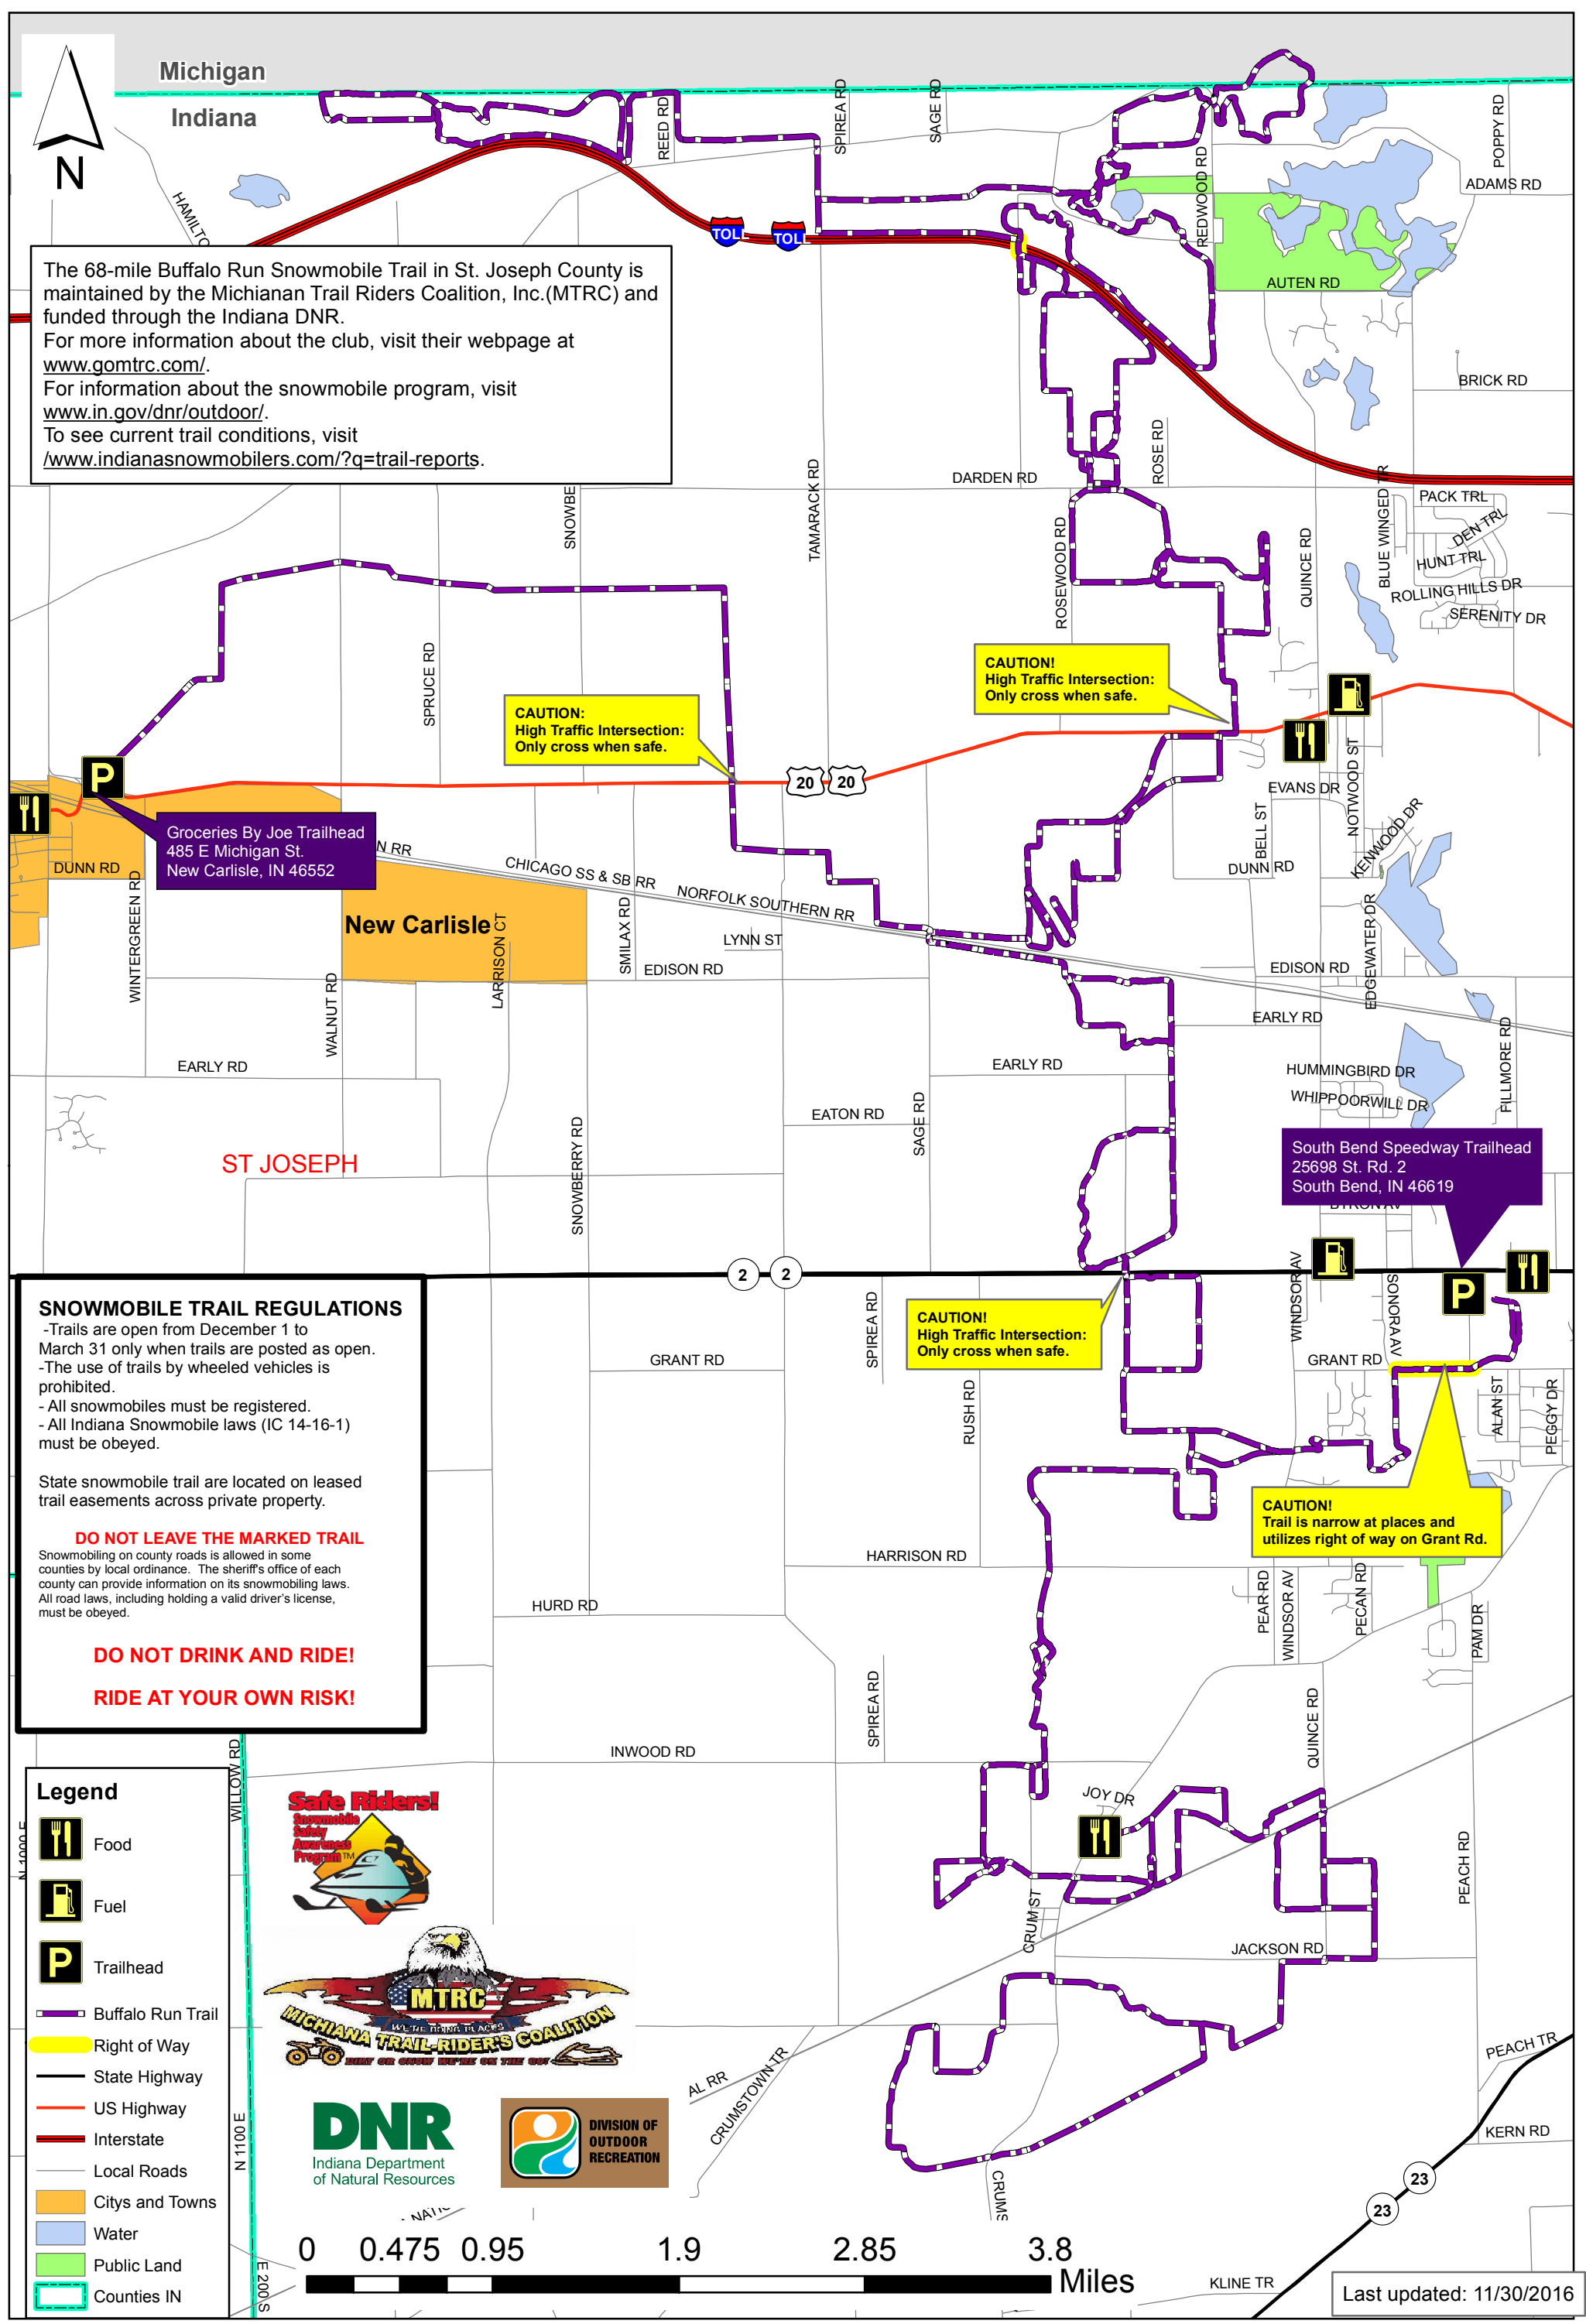 Michigan
Indiana
N
HAMILTO
REED RD
SPIREA RD
SAGE RD
POPPY RD
ADAMS RD
REDWOOD RD
TOLL
TOLL
AUTEN RD
The 68-mile Buffalo Run Snowmobile Trail in St. Joseph County is
maintained by the Michianan Trail Riders Coalition, Inc.(MTRC) and
funded through the Indiana DNR.
For more information about the club, visit their webpage at
www.gomtrc.com/.
For information about the snowmobile program, visit
www.in.gov/dnr/outdoor/.
To see current trail conditions, visit
/www.indianasnowmobilers.com/?q=trail-reports.
BRICK RD
ROSE RD
DARDEN RD
TAMARACK RD
SNOWBE
ROSEWOOD RD
QUINCE RD
BLUE WINGED TR
PACK TRL
DEN TRL
HUNT TRL
ROLLING HILLS DR
SERENITY DR
SPRUCE RD
CAUTION!
High Traffic Intersection:
Only cross when safe.
CAUTION:
High Traffic Intersection:
Only cross when safe.
20
20
P
Groceries By Joe Trailhead
485 E Michigan St.
New Carlisle, IN 46552
DUNN RD
WINTERGREEN RD
N RR
CHICAGO SS & SB RR
NORFOLK SOUTHERN RR
New Carlisle
LARRISON CT
SMILAX RD
LYNN ST
EDISON RD
WALNUT RD
EVANS DR
BELL ST
NOTWOOD ST
KENWOOD DR
DUNN RD
EDGEWATER DR
EDISON RD
EARLY RD
EARLY RD
EARLY RD
FILLMORE RD
HUMMINGBIRD DR
WHIPPOORWILL DR
EATON RD
SAGE RD
SNOWBERRY RD
ST JOSEPH
South Bend Speedway Trailhead
25698 St. Rd. 2
South Bend, IN 46619
BYRON AV
2
2
P
WINDSOR AV
SONORA AV
SNOWMOBILE TRAIL REGULATIONS
-Trails are open from December 1 to
March 31 only when trails are posted as open.
-The use of trails by wheeled vehicles is
prohibited.
- All snowmobiles must be registered.
- All Indiana Snowmobile laws (IC 14-16-1)
must be obeyed.
State snowmobile trail are located on leased
trail easements across private property.
DO NOT LEAVE THE MARKED TRAIL
Snowmobiling on county roads is allowed in some
counties by local ordinance. The sheriff's office of each
county can provide information on its snowmobiling laws.
All road laws, including holding a valid driver's license,
must be obeyed.
DO NOT DRINK AND RIDE!
RIDE AT YOUR OWN RISK!
CAUTION!
High Traffic Intersection:
Only cross when safe.
SPIREA RD
GRANT RD
GRANT RD
RUSH RD
ALAN ST
PEGGY DR
CAUTION!
Trail is narrow at places and
utilizes right of way on Grant Rd.
HARRISON RD
HURD RD
PEAR RD
WINDSOR AV
PECAN RD
PAM DR
SPIREA RD
QUINCE RD
INWOOD RD
WILLOW RD
JOY DR
PEACH RD
CRUM ST
JACKSON RD
Legend
Food
Fuel
P
Trailhead
Buffalo Run Trail
Right of Way
State Highway
US Highway
Interstate
Local Roads
Citys and Towns
Water
Public Land
Counties IN
N 1000 E
N 1100 E
E 200 S
Safe Riders!
Snowmobile
Safety
Awareness
Program™
MTRC
WE'RE GOING PLACES
MICHIANA TRAIL-RIDER'S COALITION
DIRT OR SNOW WE'RE ON THE GO!
DNR
Indiana Department
of Natural Resources
DIVISION OF
OUTDOOR
RECREATION
AL RR
CRUMSTOWN TR
CRUMS
NATIO
PEACH TR
KERN RD
23
23
KLINE TR
0 0.475 0.95 1.9 2.85 3.8
Miles
Last updated: 11/30/2016